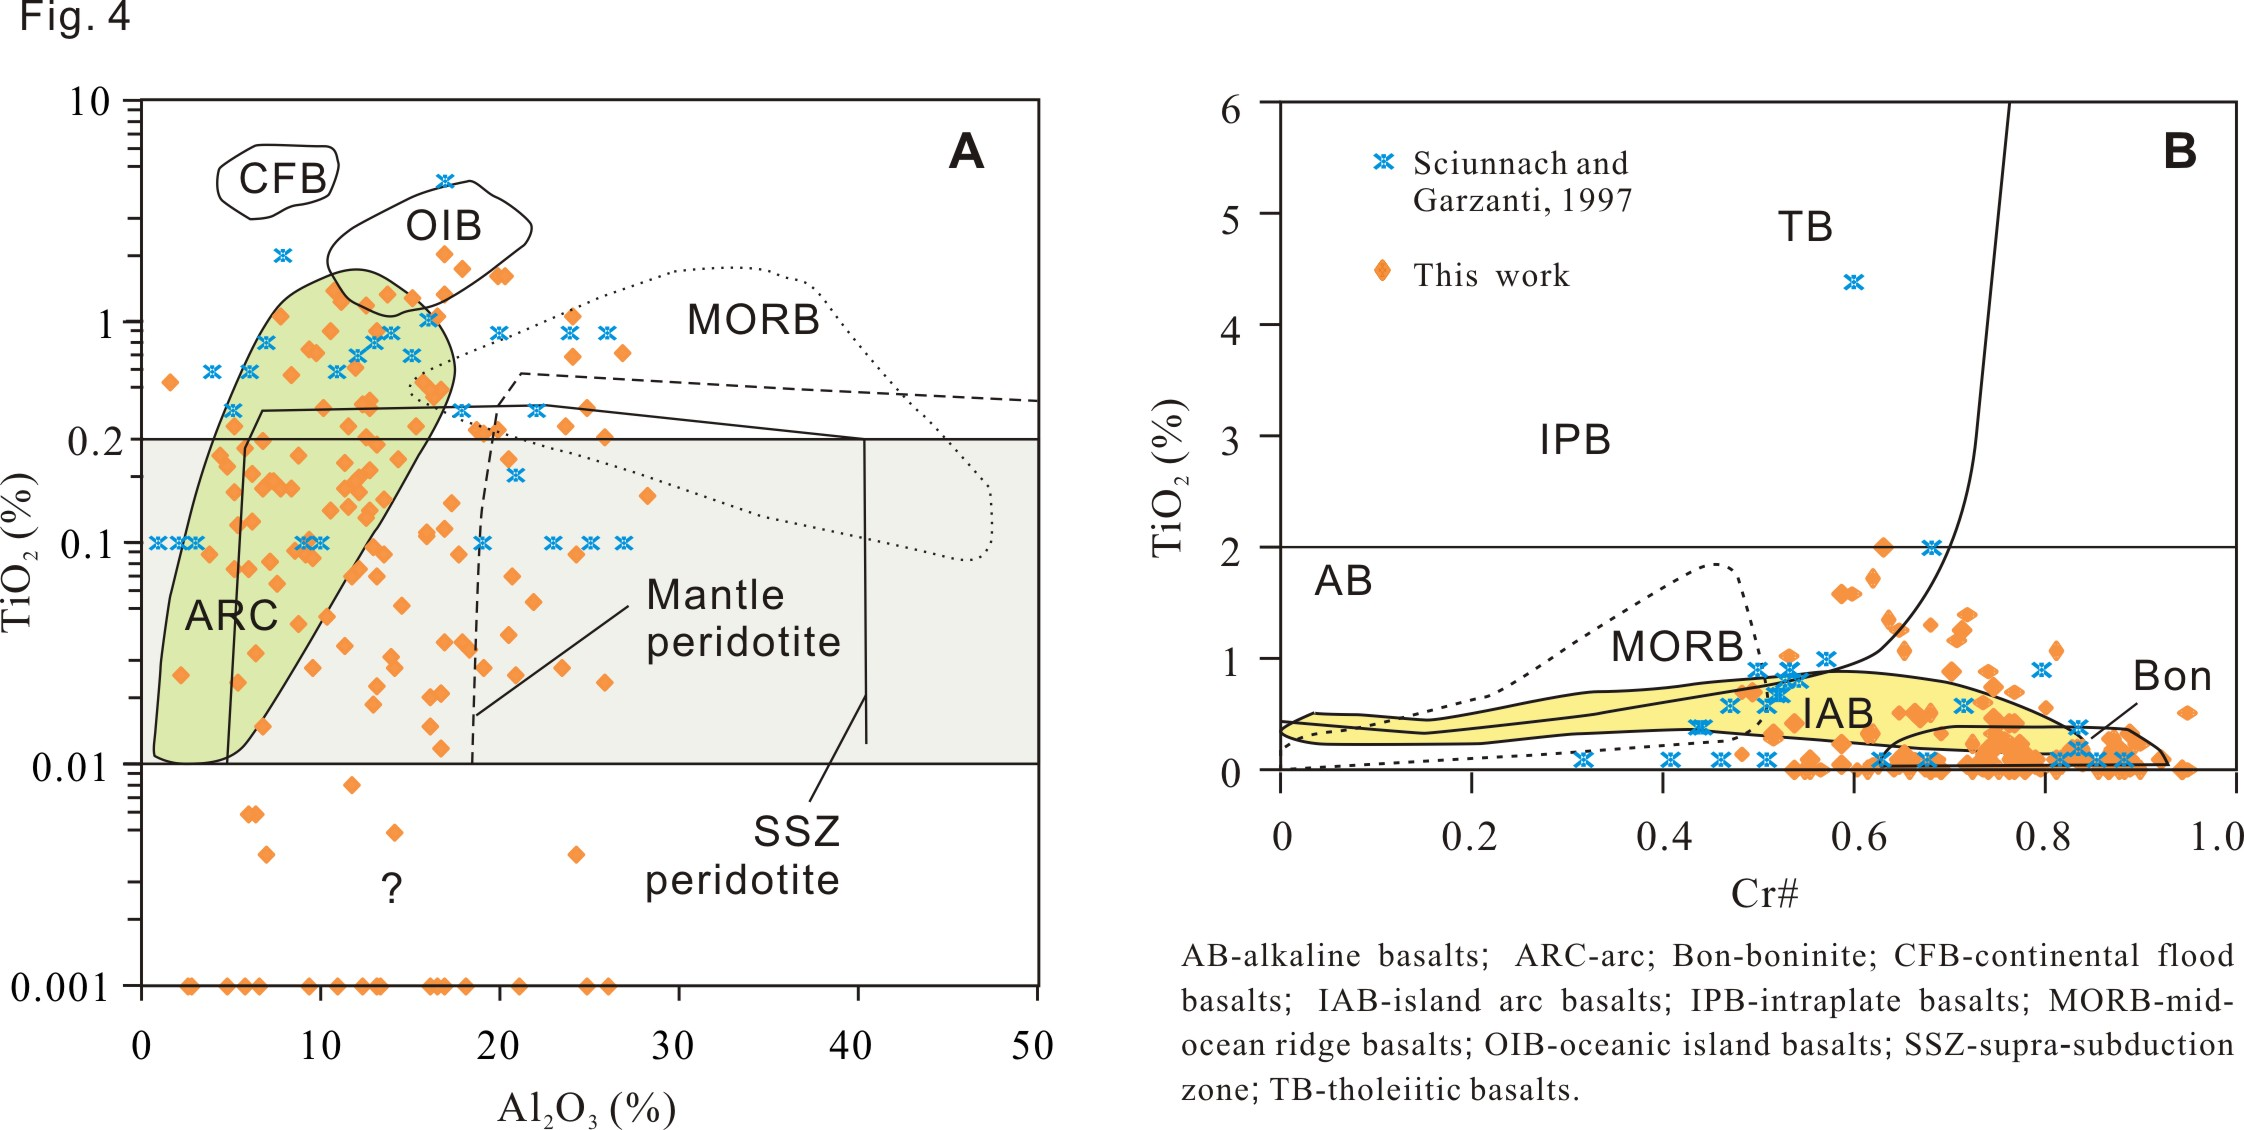 Fig. 4
A
10
1
0.2
0.1
0.01
0.001
TiO₂ (%)
CFB
OIB
MORB
ARC
Mantle
peridotite
SSZ
peridotite
?
0 10 20 30 40 50
Al₂O₃ (%)
B
6
5
4
3
2
1
0
TiO₂ (%)
Sciunnach and
Garzanti, 1997
This work
TB
IPB
AB
MORB
IAB
Bon
0 0.2 0.4 0.6 0.8 1.0
Cr#
AB-alkaline basalts; ARC-arc; Bon-boninite; CFB-continental flood
basalts; IAB-island arc basalts; IPB-intraplate basalts; MORB-mid-
ocean ridge basalts; OIB-oceanic island basalts; SSZ-supra-subduction
zone; TB-tholeiitic basalts.